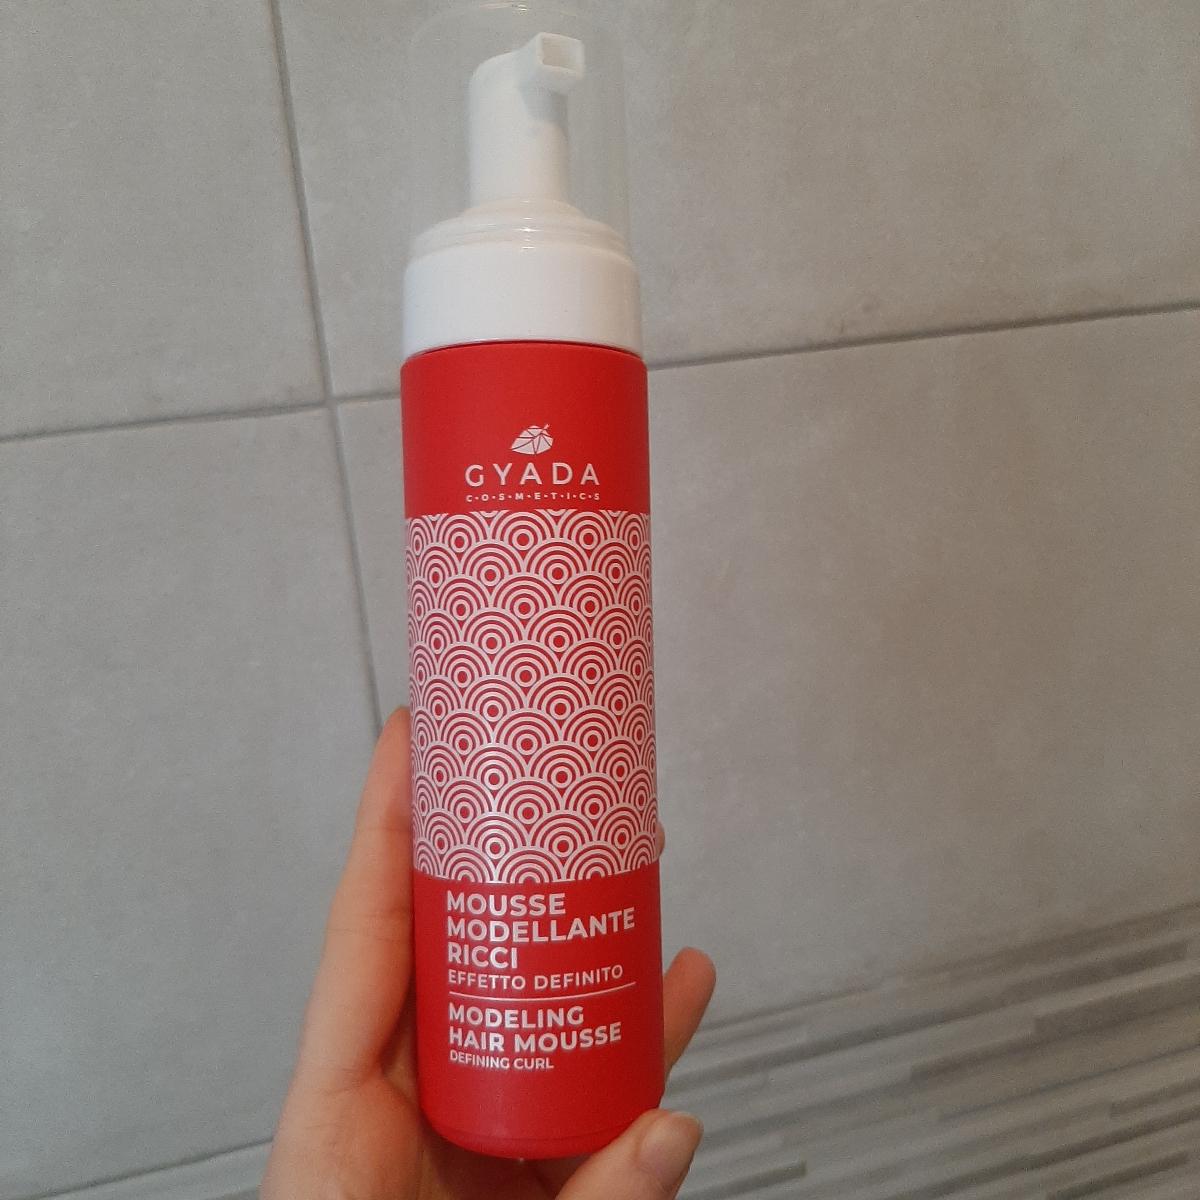 GYADA
C·O·S·M·E·T·I·C·S
MOUSSE
MODELLANTE
RICCI
EFFETTO DEFINITO
MODELING
HAIR MOUSSE
DEFINING CURL